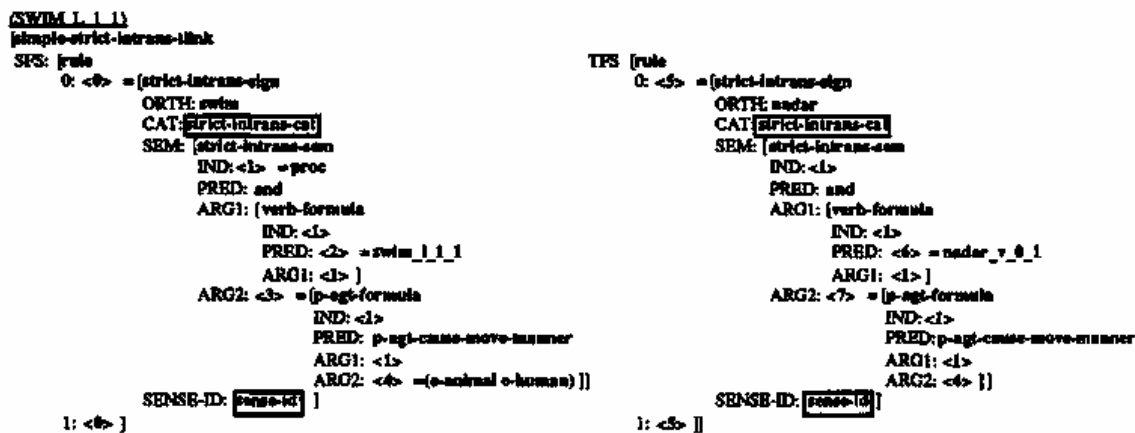 (SWIM_L_1_1)
[simple-strict-intrans-tlink
SFS: [rule
0: <0> = [strict-intrans-sign
ORTH: swim
CAT: strict-intrans-cat
SEM: [strict-intrans-sem
IND: <1> = proc
PRED: and
ARG1: [verb-formula
IND: <1>
PRED: <2> = swim_l_1_1
ARG1: <1> ]
ARG2: <3> = [p-agt-formula
IND: <1>
PRED: p-agt-cause-move-manner
ARG1: <1>
ARG2: <4> =(e-animal e-human) ]]
SENSE-ID: sense-id ]
1: <0> ]
TFS [rule
0: <5> = [strict-intrans-sign
ORTH: nadar
CAT: strict-intrans-cat
SEM: [strict-intrans-sem
IND: <1>
PRED: and
ARG1: [verb-formula
IND: <1>
PRED: <6> = nadar_v_0_1
ARG1: <1> ]
ARG2: <7> = [p-agt-formula
IND: <1>
PRED: p-agt-cause-move-manner
ARG1: <1>
ARG2: <4> ]]
SENSE-ID: sense-id ]
1: <5> ]]